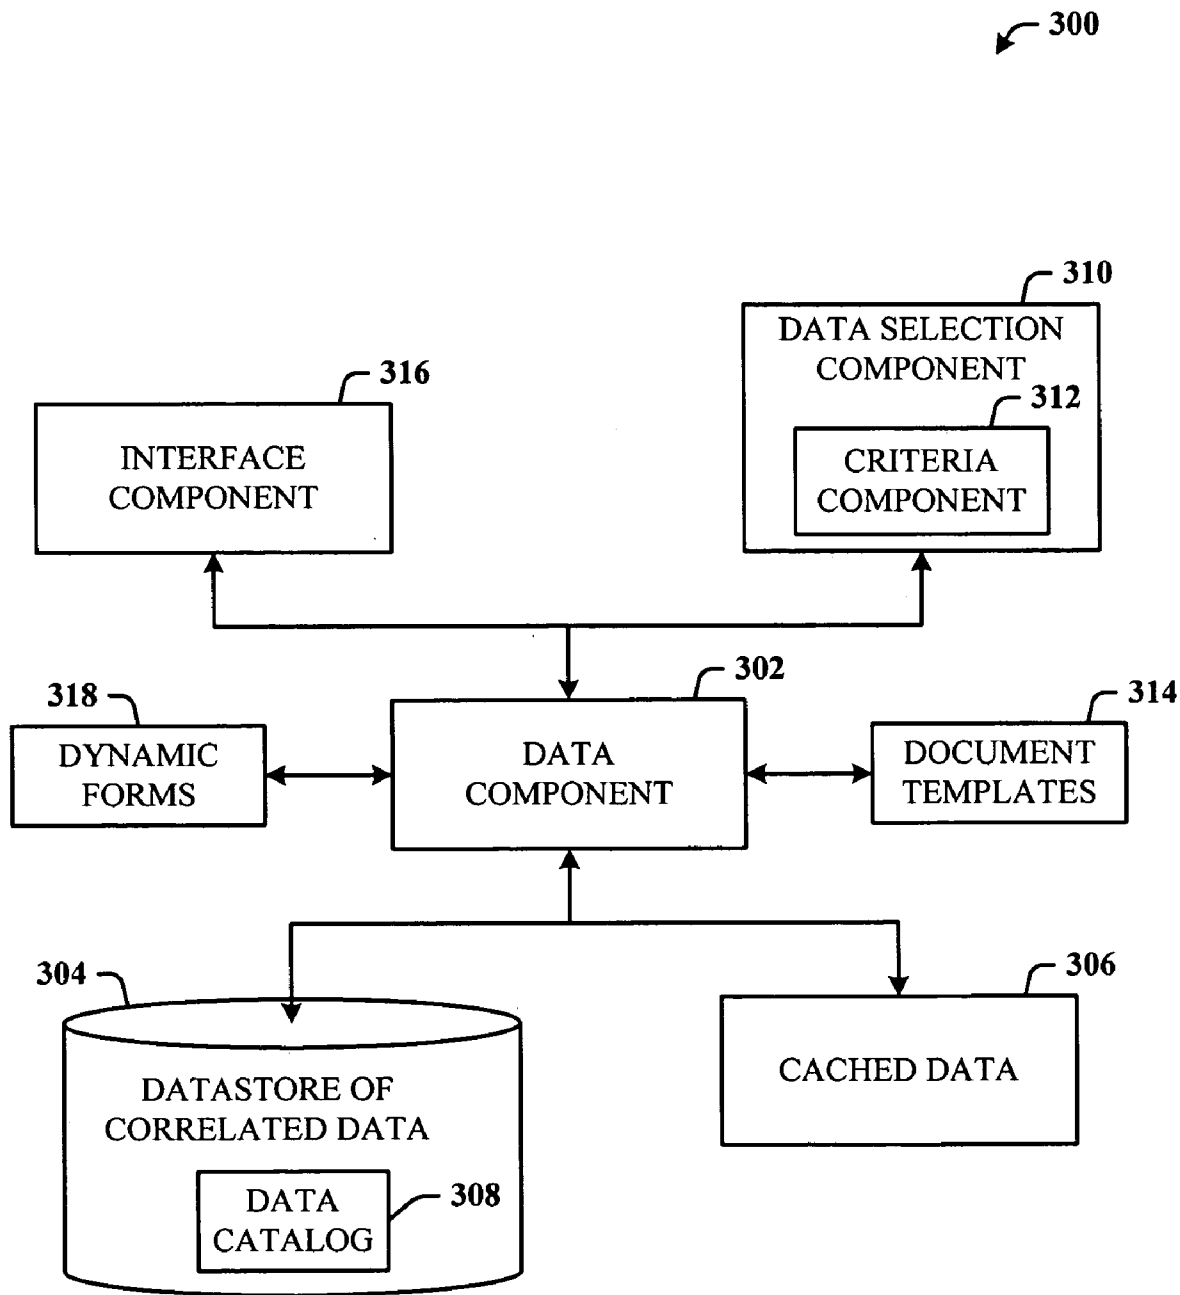 300
310
DATA SELECTION
COMPONENT
316
312
INTERFACE
COMPONENT
CRITERIA
COMPONENT
302
318
314
DYNAMIC
FORMS
DATA
COMPONENT
DOCUMENT
TEMPLATES
304
306
DATASTORE OF
CORRELATED DATA
CACHED DATA
DATA
CATALOG
308